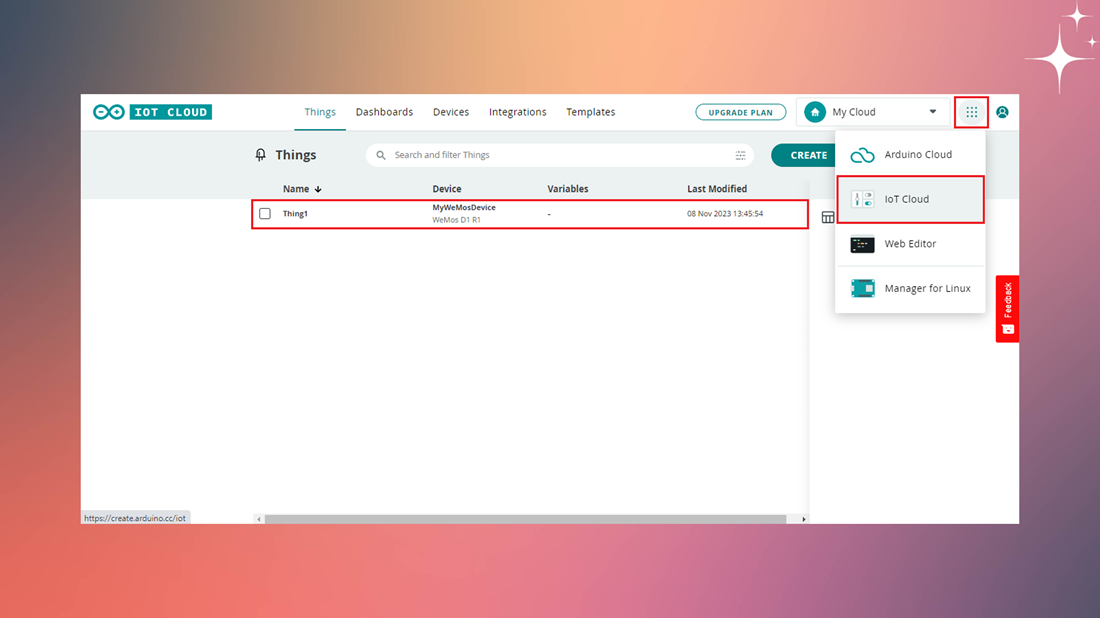 IOT CLOUD
Things Dashboards Devices Integrations Templates
UPGRADE PLAN
My Cloud
Things
Search and filter Things
CREATE
Arduino Cloud
IoT Cloud
Web Editor
Manager for Linux
Name Device Variables Last Modified
Thing1 MyWeMosDevice - 08 Nov 2023 13:45:54
WeMos D1 R1
Feedback
https://create.arduino.cc/iot